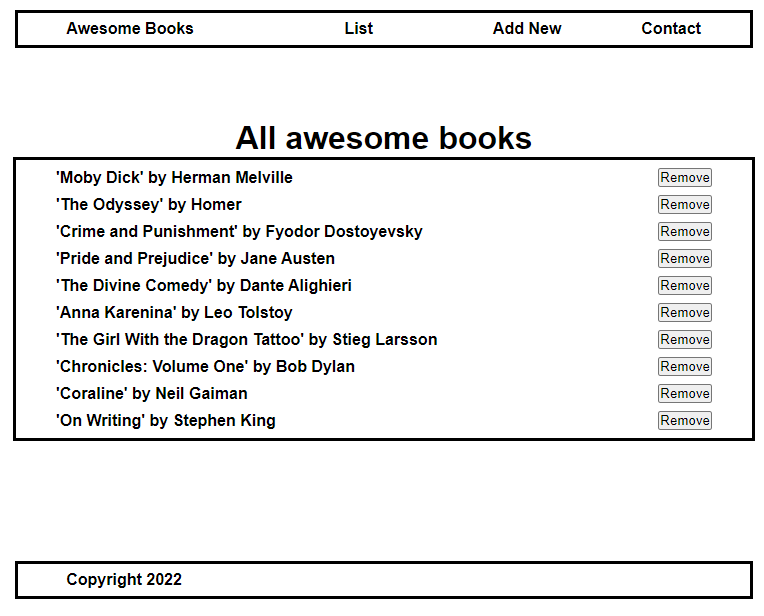 Awesome Books List Add New Contact
All awesome books
'Moby Dick' by Herman Melville Remove
'The Odyssey' by Homer Remove
'Crime and Punishment' by Fyodor Dostoyevsky Remove
'Pride and Prejudice' by Jane Austen Remove
'The Divine Comedy' by Dante Alighieri Remove
'Anna Karenina' by Leo Tolstoy Remove
'The Girl With the Dragon Tattoo' by Stieg Larsson Remove
'Chronicles: Volume One' by Bob Dylan Remove
'Coraline' by Neil Gaiman Remove
'On Writing' by Stephen King Remove
Copyright 2022